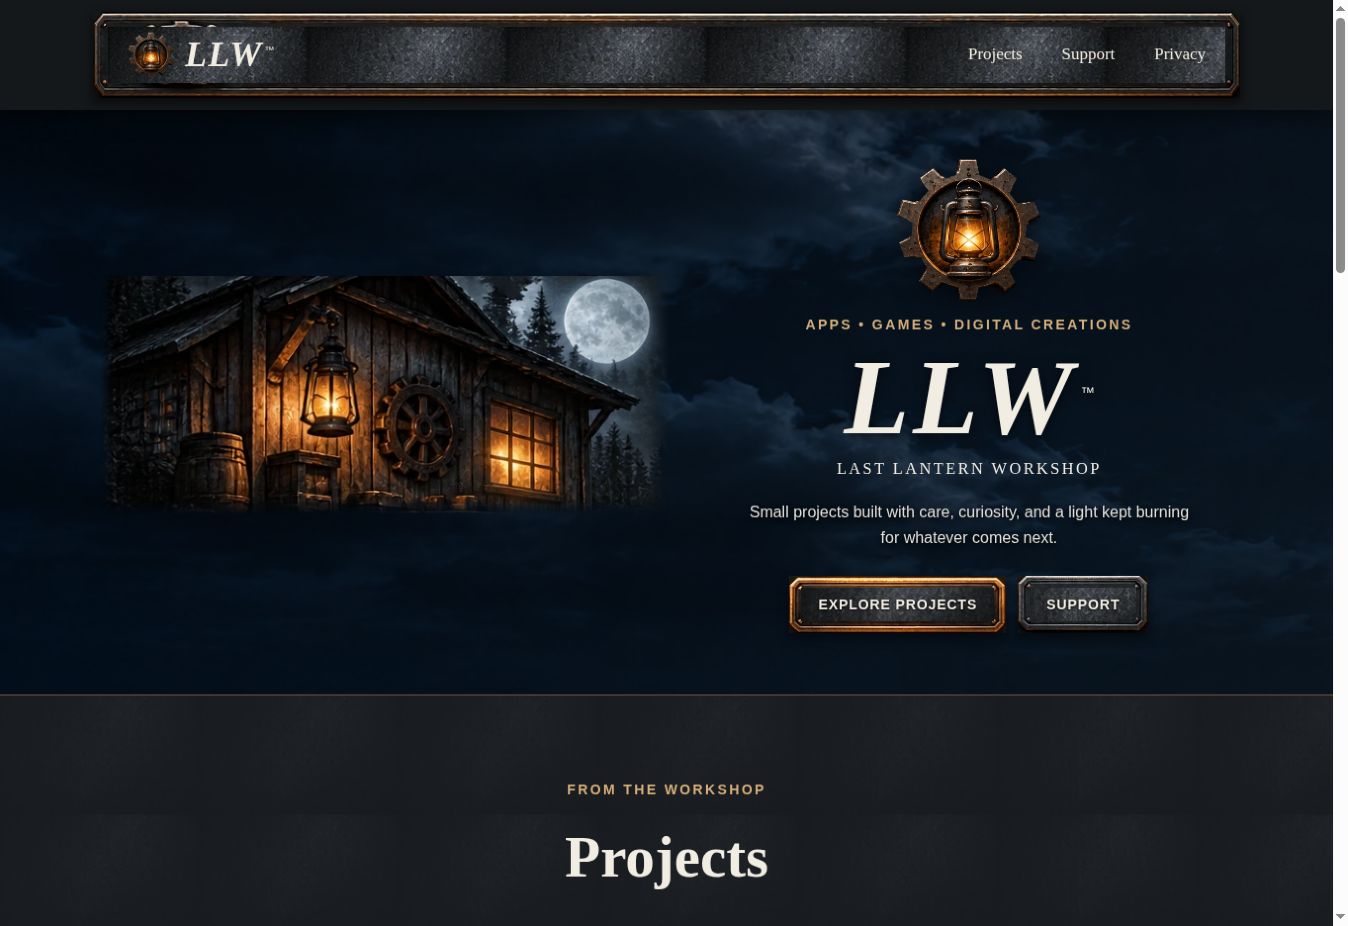 LLW™
Projects Support Privacy
APPS • GAMES • DIGITAL CREATIONS
LLW™
LAST LANTERN WORKSHOP
Small projects built with care, curiosity, and a light kept burning
for whatever comes next.
EXPLORE PROJECTS SUPPORT
FROM THE WORKSHOP
Projects